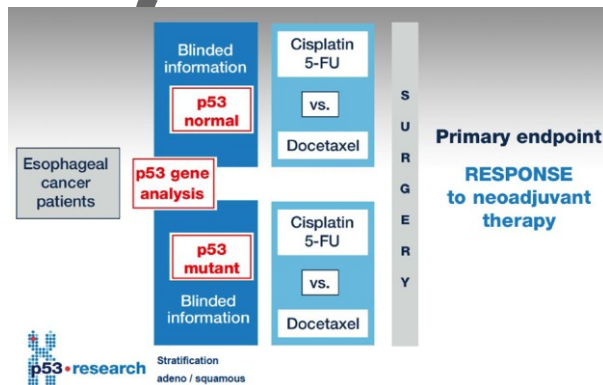 Esophageal
cancer
patients
p53 gene
analysis
Blinded
information
p53
normal
Cisplatin
5-FU
vs.
Docetaxel
p53
mutant
Blinded
information
Cisplatin
5-FU
vs.
Docetaxel
S
U
R
G
E
R
Y
Primary endpoint
RESPONSE
to neoadjuvant
therapy
p53•research
Stratification
adeno / squamous